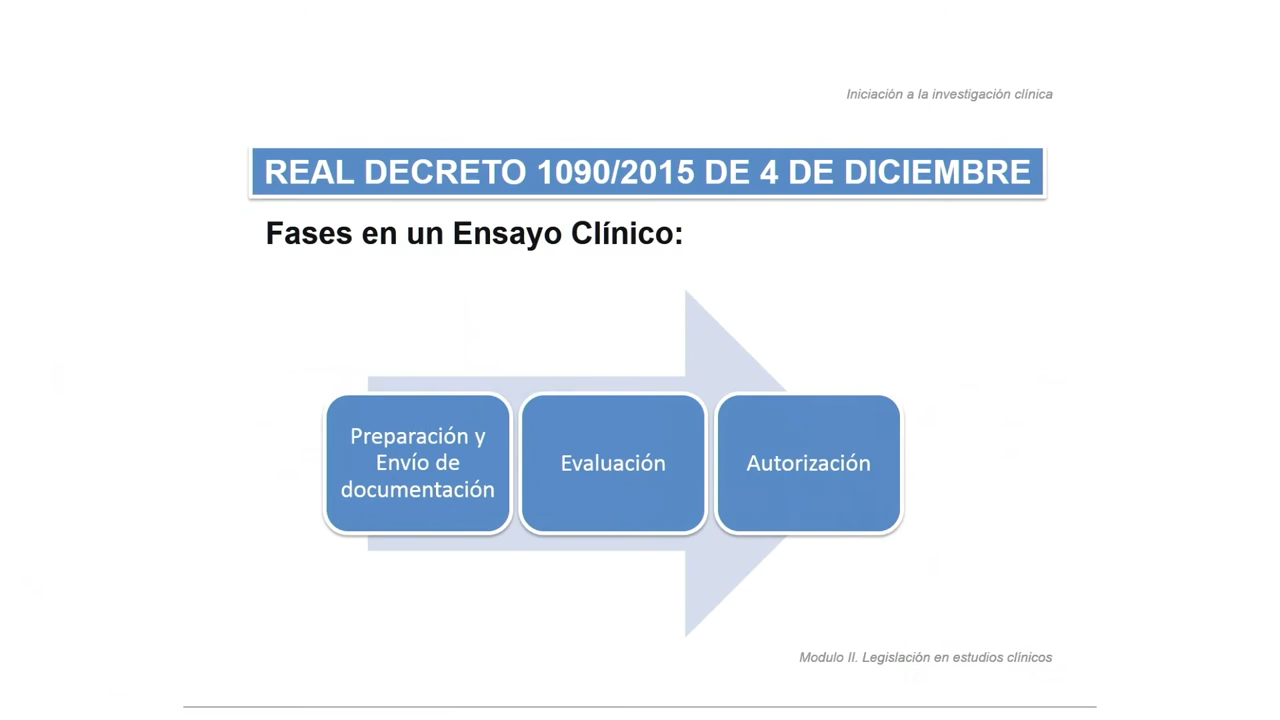 Iniciación a la investigación clínica
REAL DECRETO 1090/2015 DE 4 DE DICIEMBRE
Fases en un Ensayo Clínico:
Preparación y
Envío de
documentación
Evaluación
Autorización
Modulo II. Legislación en estudios clínicos